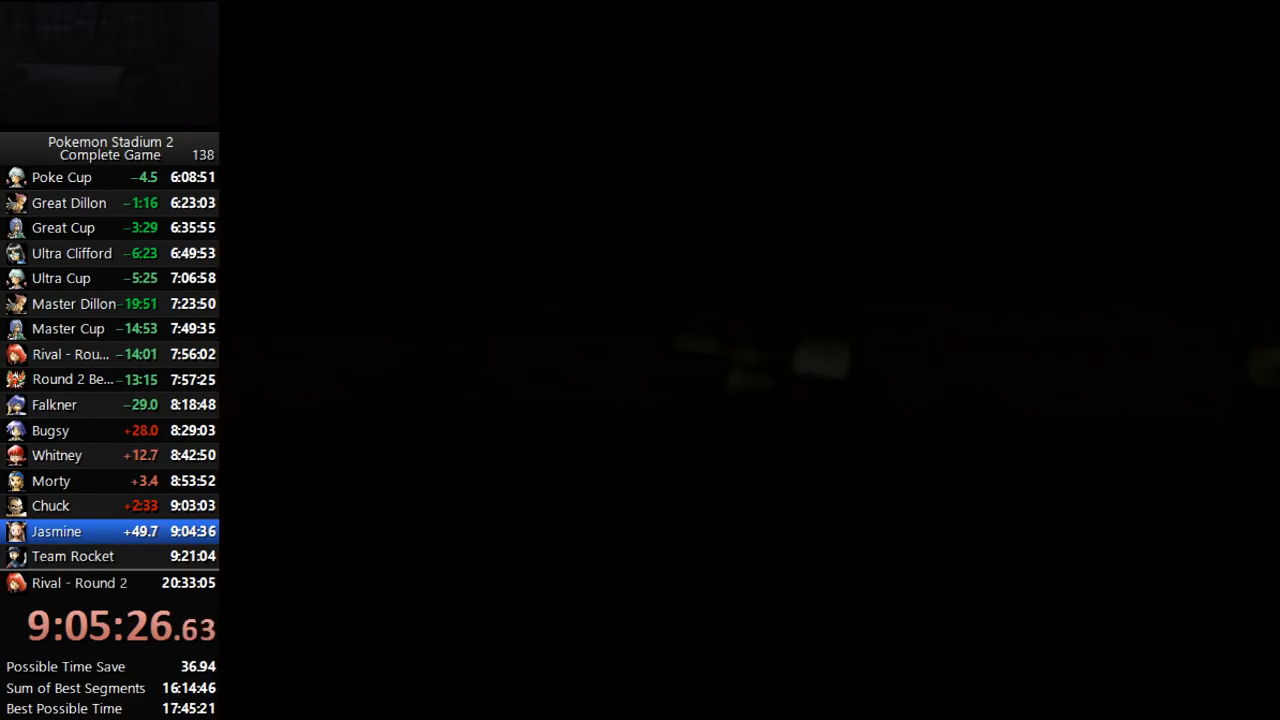 Pokemon Stadium 2
Complete Game 138
Poke Cup −4.5 6:08:51
Great Dillon −1:16 6:23:03
Great Cup −3:29 6:35:55
Ultra Clifford −6:23 6:49:53
Ultra Cup −5:25 7:06:58
Master Dillon −19:51 7:23:50
Master Cup −14:53 7:49:35
Rival - Rou... −14:01 7:56:02
Round 2 Be... −13:15 7:57:25
Falkner −29.0 8:18:48
Bugsy +28.0 8:29:03
Whitney +12.7 8:42:50
Morty +3.4 8:53:52
Chuck +2:33 9:03:03
Jasmine +49.7 9:04:36
Team Rocket 9:21:04
Rival - Round 2 20:33:05
9:05:26.63
Possible Time Save 36.94
Sum of Best Segments 16:14:46
Best Possible Time 17:45:21